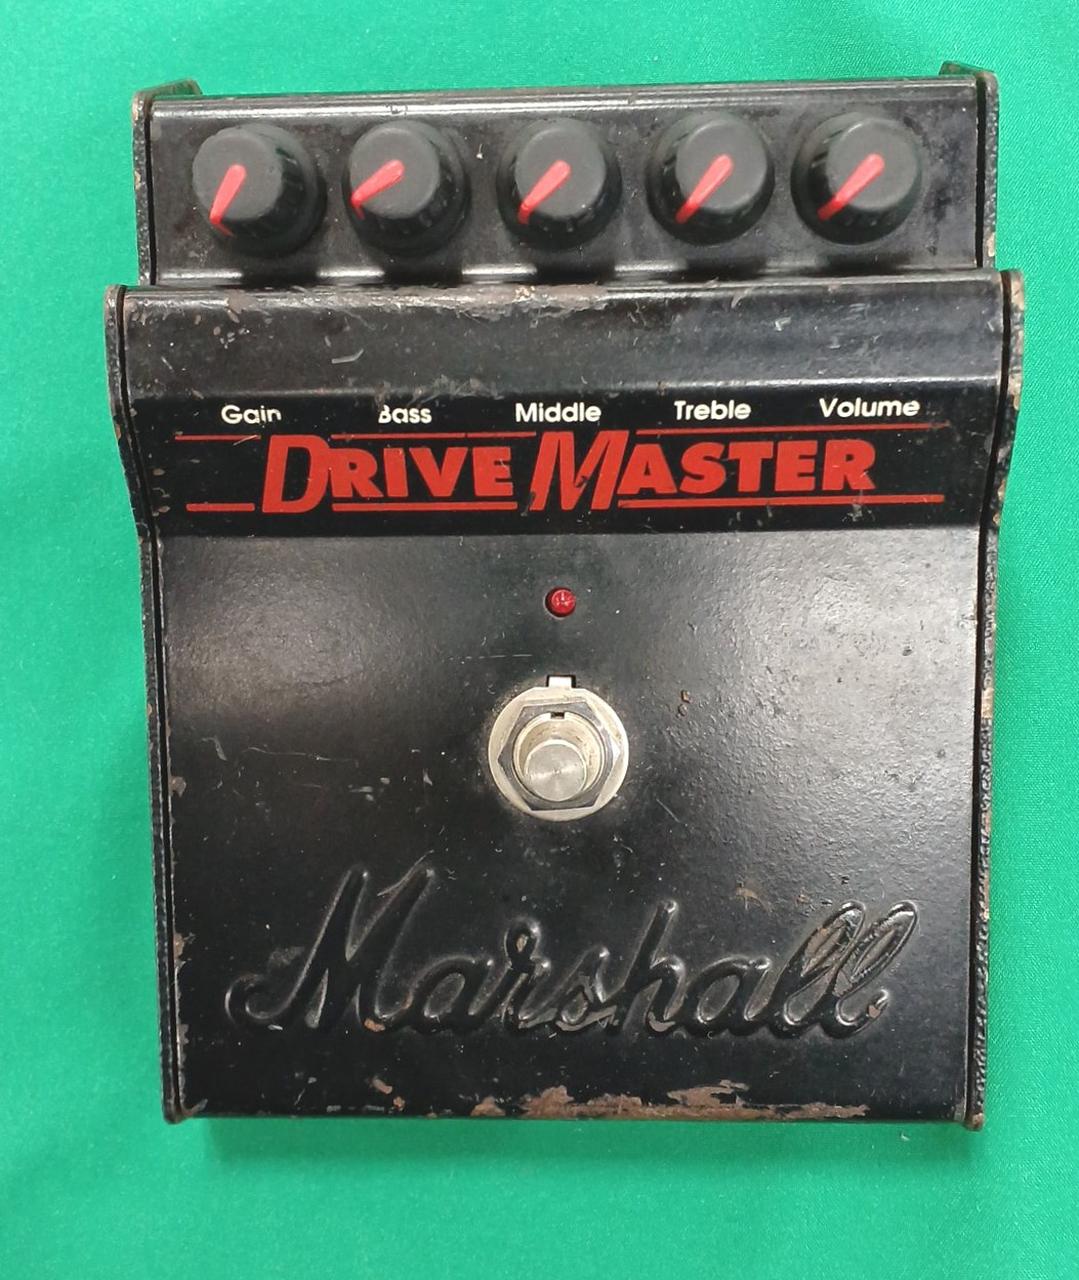 Gain Bass Middle Treble Volume
DRIVE MASTER
Marshall